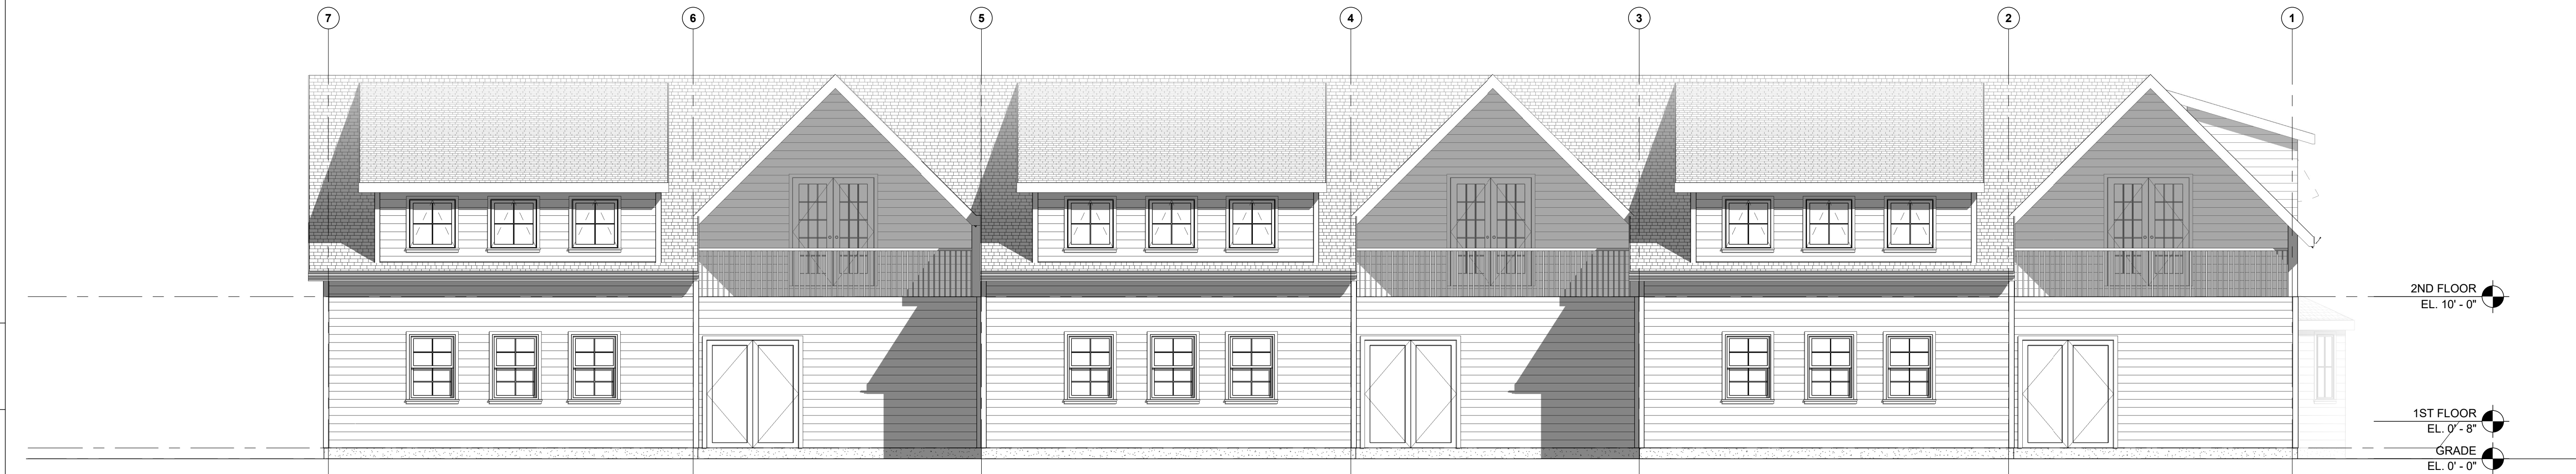 7 6 5 4 3 2 1
2ND FLOOR
EL. 10' - 0"
1ST FLOOR
EL. 0' - 8"
GRADE
EL. 0' - 0"